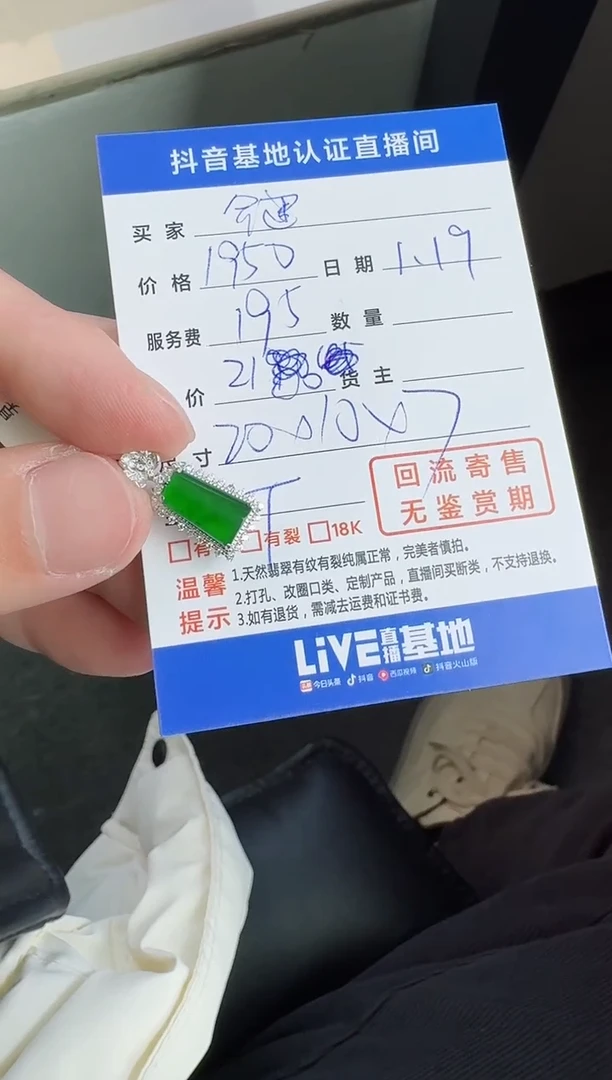 抖音基地认证直播间
买家
价格 1950 日期 1.19
服务费 195 数量
价 21 货主
尺寸 20×10×7
回流寄售
无鉴赏期
有 有裂 18K
温馨提示
1.天然翡翠有纹有裂纯属正常，完美者慎拍。
2.打孔、改圈口类、定制产品，直播间买断类，不支持退换。
3.如有退货，需减去运费和证书费。
LiVE直播基地
今日头条 抖音 西瓜视频 抖音火山版